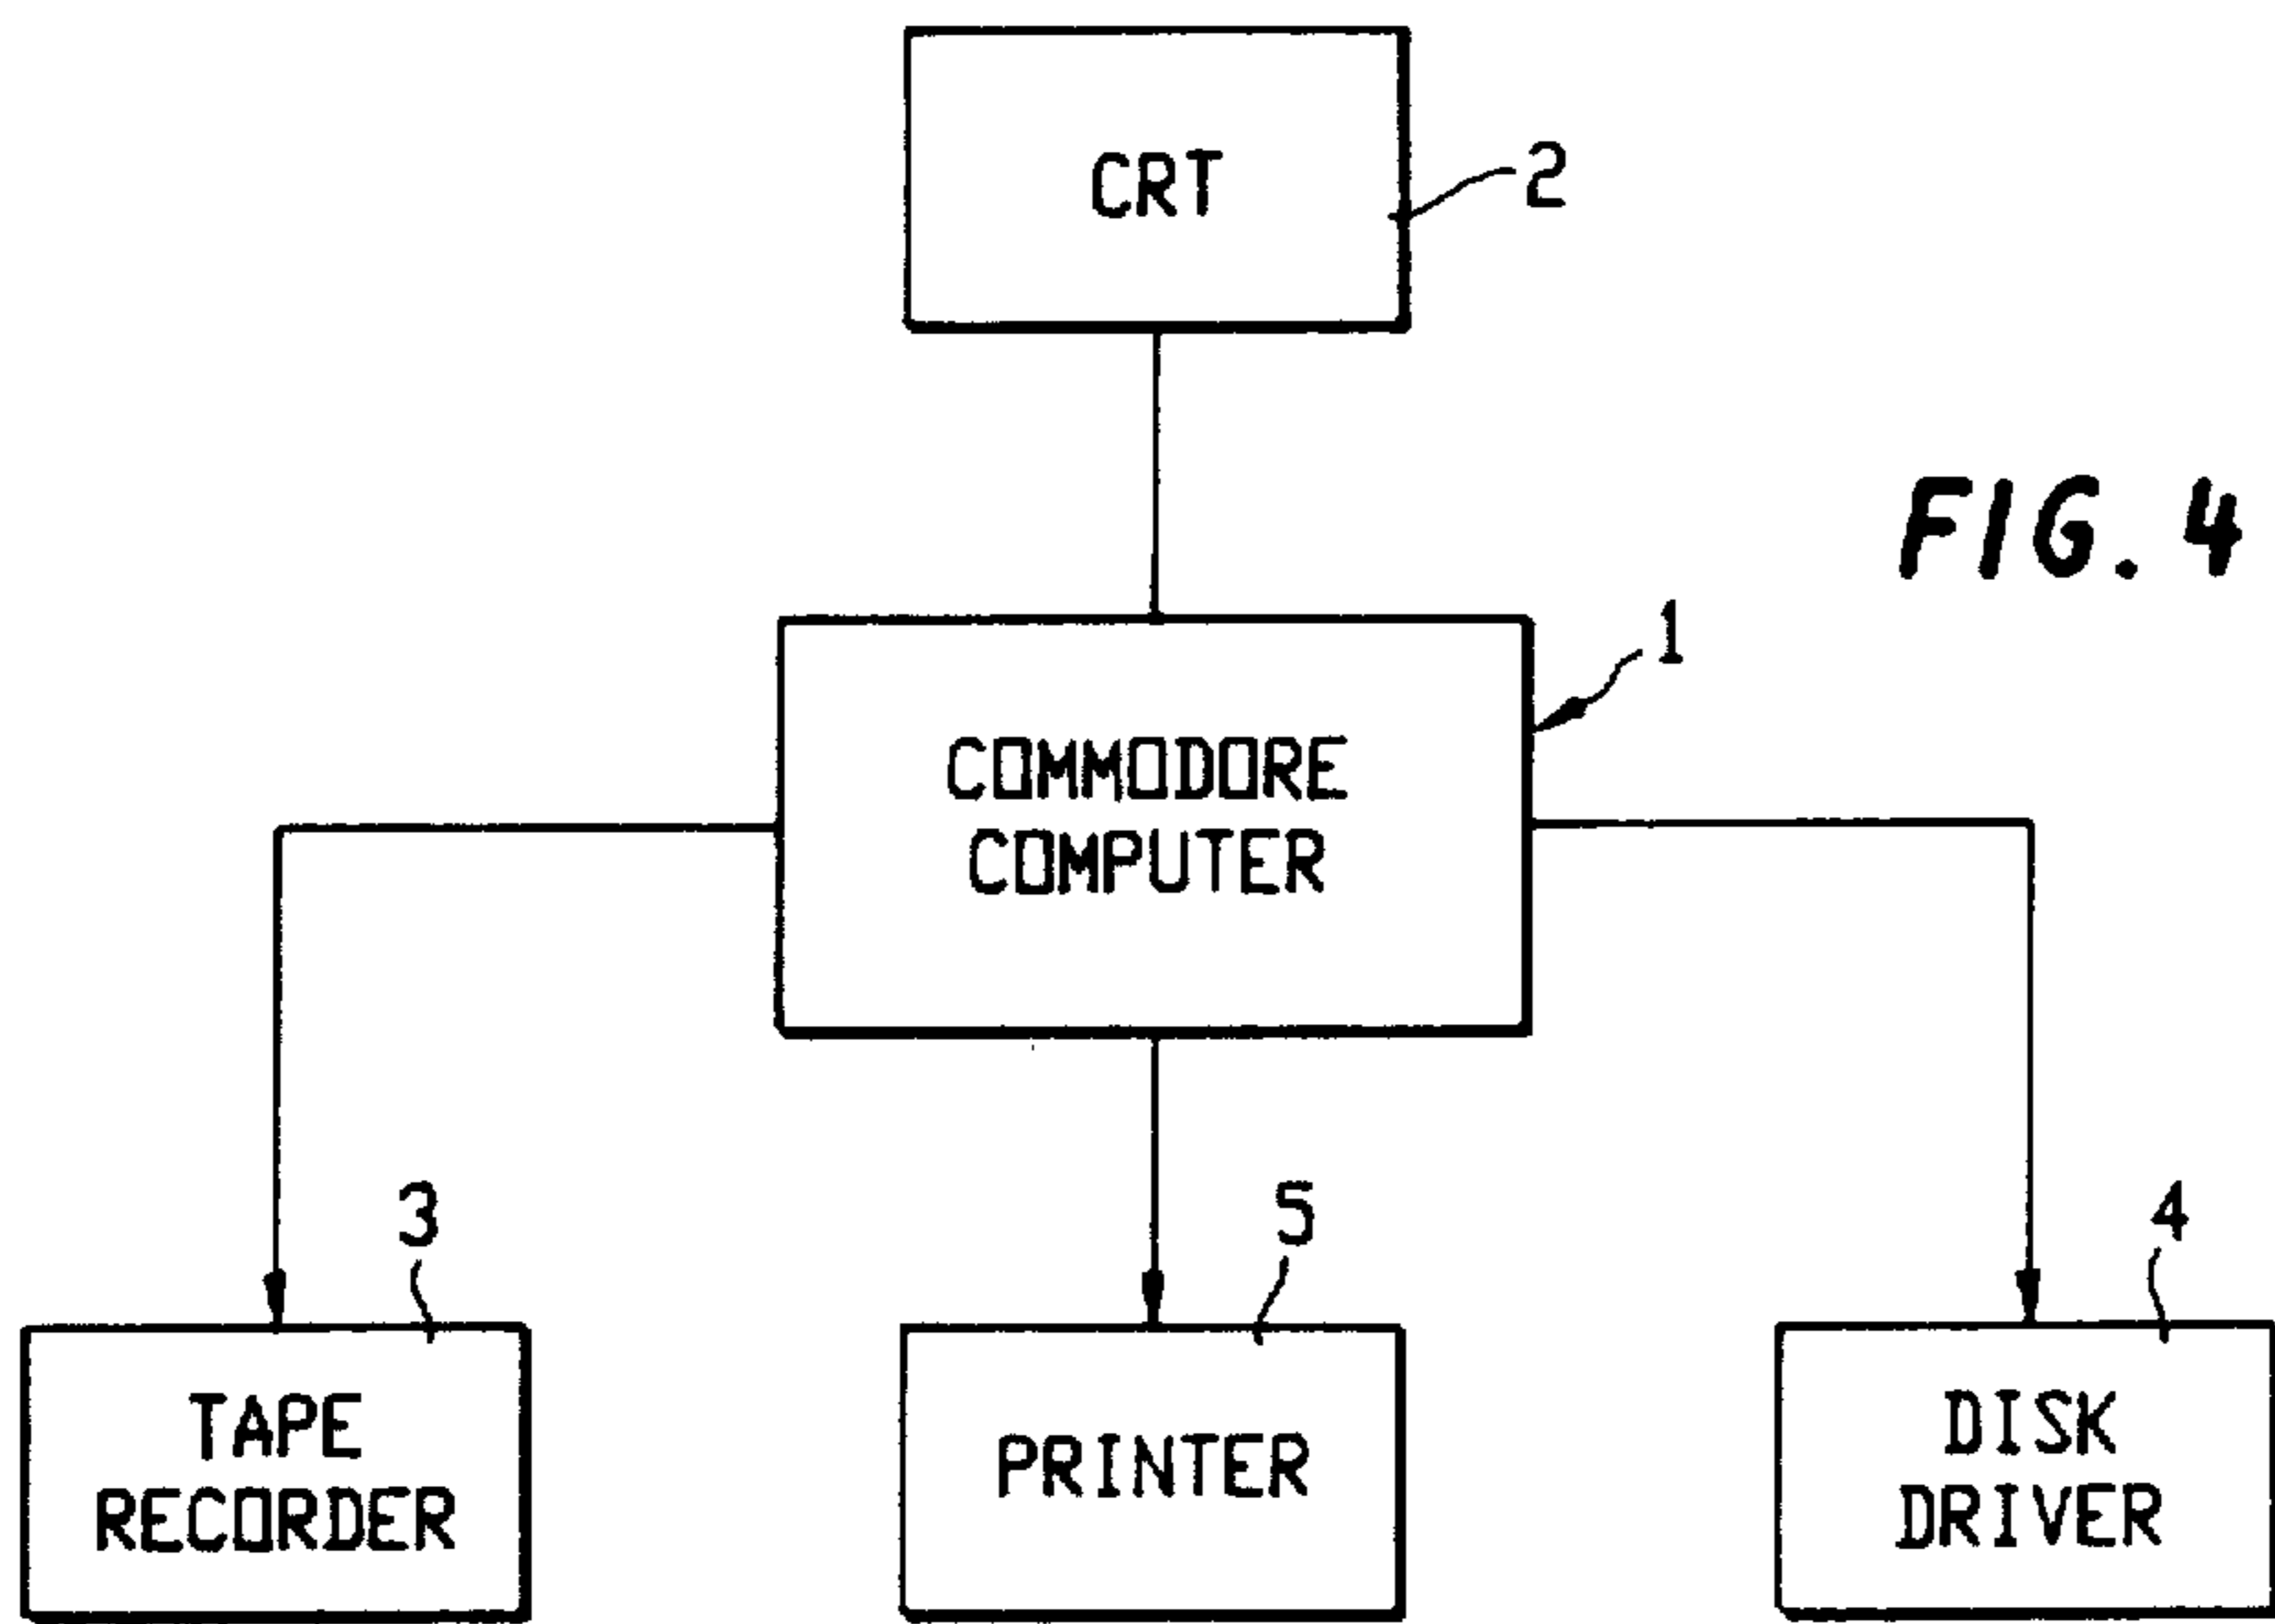 CRT
2
FIG. 4
1
COMMODORE
COMPUTER
3
5
4
TAPE
RECORDER
PRINTER
DISK
DRIVER